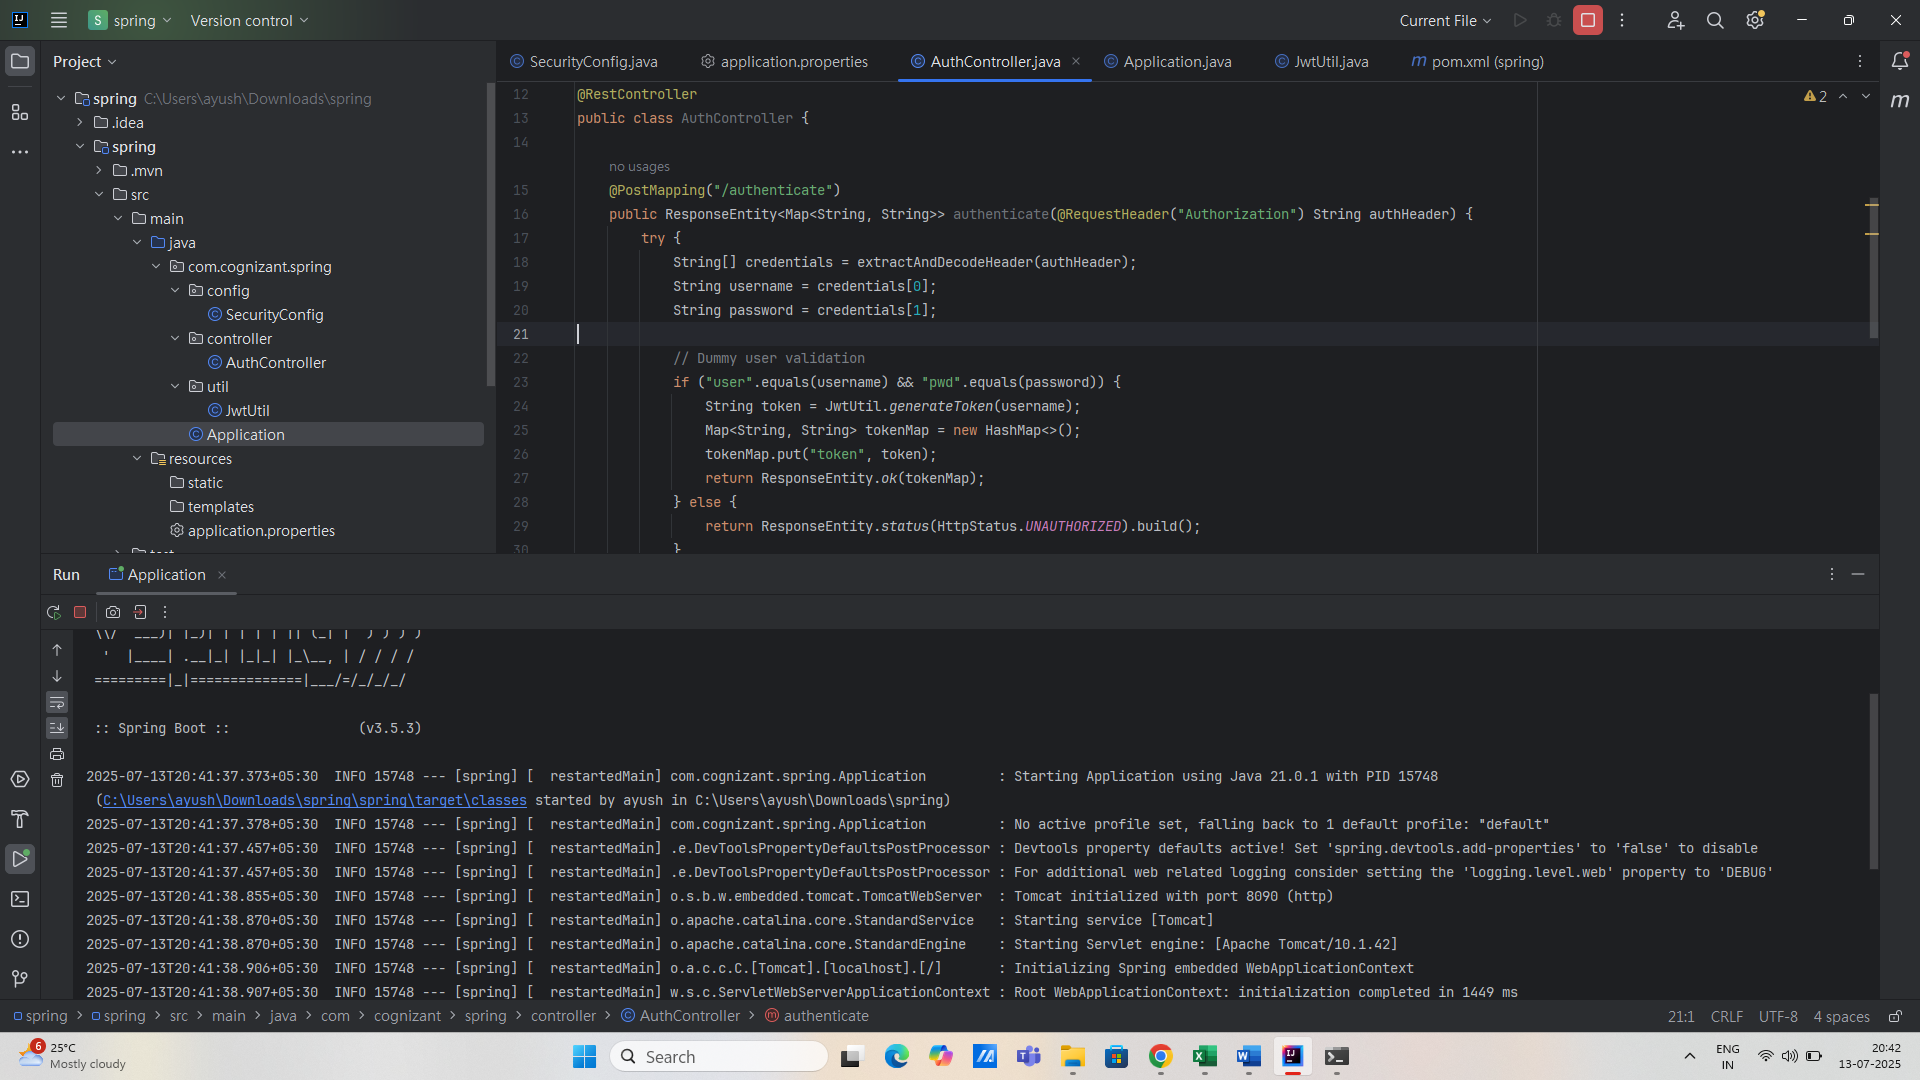 S spring Version control Current File
Project
SecurityConfig.java application.properties AuthController.java Application.java JwtUtil.java m pom.xml (spring)
spring C:\Users\ayush\Downloads\spring
.idea
spring
.mvn
src
main
java
com.cognizant.spring
config
SecurityConfig
controller
AuthController
util
JwtUtil
Application
resources
static
templates
application.properties
12 @RestController
13 public class AuthController {
14
no usages
15 @PostMapping("/authenticate")
16 public ResponseEntity<Map<String, String>> authenticate(@RequestHeader("Authorization") String authHeader) {
17 try {
18 String[] credentials = extractAndDecodeHeader(authHeader);
19 String username = credentials[0];
20 String password = credentials[1];
21
22 // Dummy user validation
23 if ("user".equals(username) && "pwd".equals(password)) {
24 String token = JwtUtil.generateToken(username);
25 Map<String, String> tokenMap = new HashMap<>();
26 tokenMap.put("token", token);
27 return ResponseEntity.ok(tokenMap);
28 } else {
29 return ResponseEntity.status(HttpStatus.UNAUTHORIZED).build();
30 }
2
m
Run Application
\\/ ___)| |_)| | | | | || (_| | ) ) ) )
' |____| .__|_| |_|_| |_\__, | / / / /
=========|_|==============|___/=/_/_/_/
:: Spring Boot :: (v3.5.3)
2025-07-13T20:41:37.373+05:30 INFO 15748 --- [spring] [ restartedMain] com.cognizant.spring.Application : Starting Application using Java 21.0.1 with PID 15748
(C:\Users\ayush\Downloads\spring\spring\target\classes started by ayush in C:\Users\ayush\Downloads\spring)
2025-07-13T20:41:37.378+05:30 INFO 15748 --- [spring] [ restartedMain] com.cognizant.spring.Application : No active profile set, falling back to 1 default profile: "default"
2025-07-13T20:41:37.457+05:30 INFO 15748 --- [spring] [ restartedMain] .e.DevToolsPropertyDefaultsPostProcessor : Devtools property defaults active! Set 'spring.devtools.add-properties' to 'false' to disable
2025-07-13T20:41:37.457+05:30 INFO 15748 --- [spring] [ restartedMain] .e.DevToolsPropertyDefaultsPostProcessor : For additional web related logging consider setting the 'logging.level.web' property to 'DEBUG'
2025-07-13T20:41:38.855+05:30 INFO 15748 --- [spring] [ restartedMain] o.s.b.w.embedded.tomcat.TomcatWebServer : Tomcat initialized with port 8090 (http)
2025-07-13T20:41:38.870+05:30 INFO 15748 --- [spring] [ restartedMain] o.apache.catalina.core.StandardService : Starting service [Tomcat]
2025-07-13T20:41:38.870+05:30 INFO 15748 --- [spring] [ restartedMain] o.apache.catalina.core.StandardEngine : Starting Servlet engine: [Apache Tomcat/10.1.42]
2025-07-13T20:41:38.906+05:30 INFO 15748 --- [spring] [ restartedMain] o.a.c.c.C.[Tomcat].[localhost].[/] : Initializing Spring embedded WebApplicationContext
2025-07-13T20:41:38.907+05:30 INFO 15748 --- [spring] [ restartedMain] w.s.c.ServletWebServerApplicationContext : Root WebApplicationContext: initialization completed in 1449 ms
spring > spring > src > main > java > com > cognizant > spring > controller > AuthController > authenticate 21:1 CRLF UTF-8 4 spaces
6
25°C
Mostly cloudy
Search
ENG
IN
20:42
13-07-2025